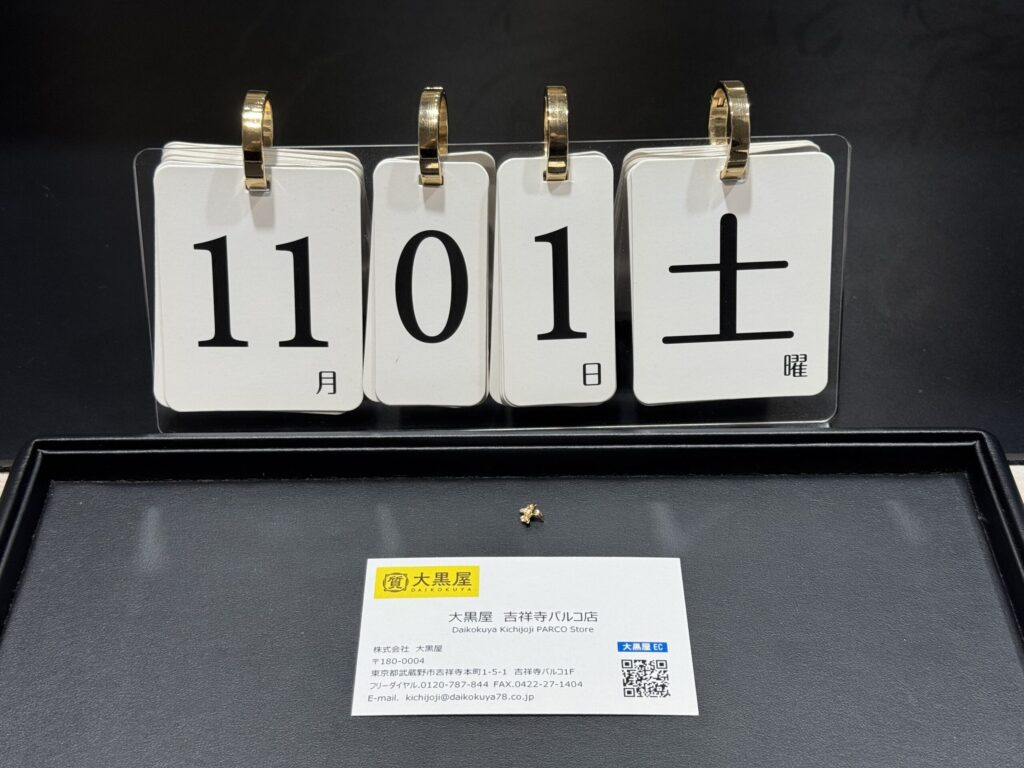 11月
01日
土曜
質 大黒屋
DAIKOKUYA
大黒屋 吉祥寺パルコ店
Daikokuya Kichijoji PARCO Store
株式会社 大黒屋
〒180-0004
東京都武蔵野市吉祥寺本町1-5-1 吉祥寺パルコ1F
フリーダイヤル.0120-787-844 FAX.0422-27-1404
E-mail. kichijoji@daikokuya78.co.jp
大黒屋 EC